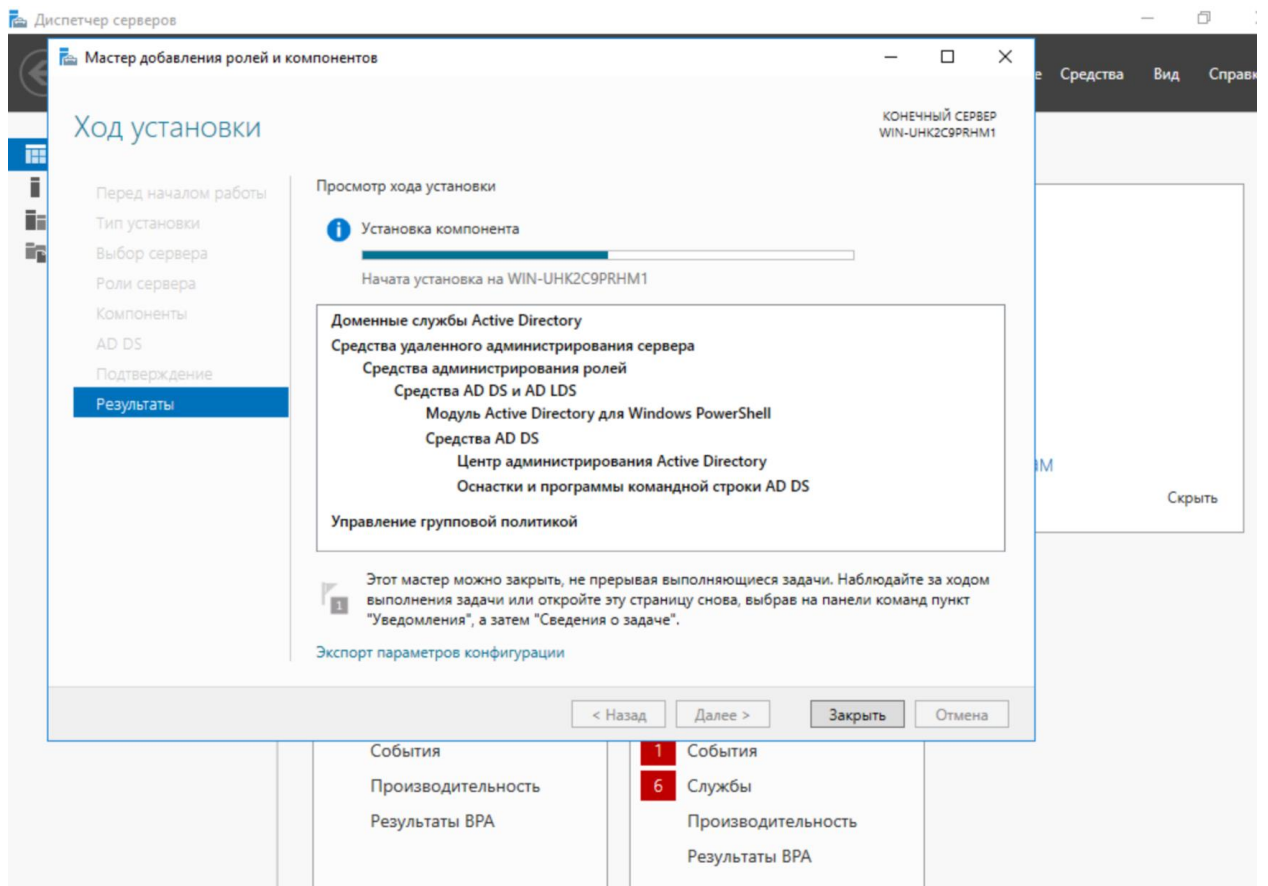 Диспетчер серверов
Мастер добавления ролей и компонентов
Средства Вид
Ход установки
КОНЕЧНЫЙ СЕРВЕР
WIN-UHK2C9PRHM1
Перед началом работы
Тип установки
Выбор сервера
Роли сервера
Компоненты
AD DS
Подтверждение
Результаты
Просмотр хода установки
Установка компонента
Начата установка на WIN-UHK2C9PRHM1
Доменные службы Active Directory
Средства удаленного администрирования сервера
Средства администрирования ролей
Средства AD DS и AD LDS
Модуль Active Directory для Windows PowerShell
Средства AD DS
Центр администрирования Active Directory
Оснастки и программы командной строки AD DS
Управление групповой политикой
1
Этот мастер можно закрыть, не прерывая выполняющиеся задачи. Наблюдайте за ходом
выполнения задачи или откройте эту страницу снова, выбрав на панели команд пункт
"Уведомления", а затем "Сведения о задаче".
Экспорт параметров конфигурации
< Назад Далее > Закрыть Отмена
Скрыть
События
Производительность
Результаты BPA
1 События
6 Службы
Производительность
Результаты BPA